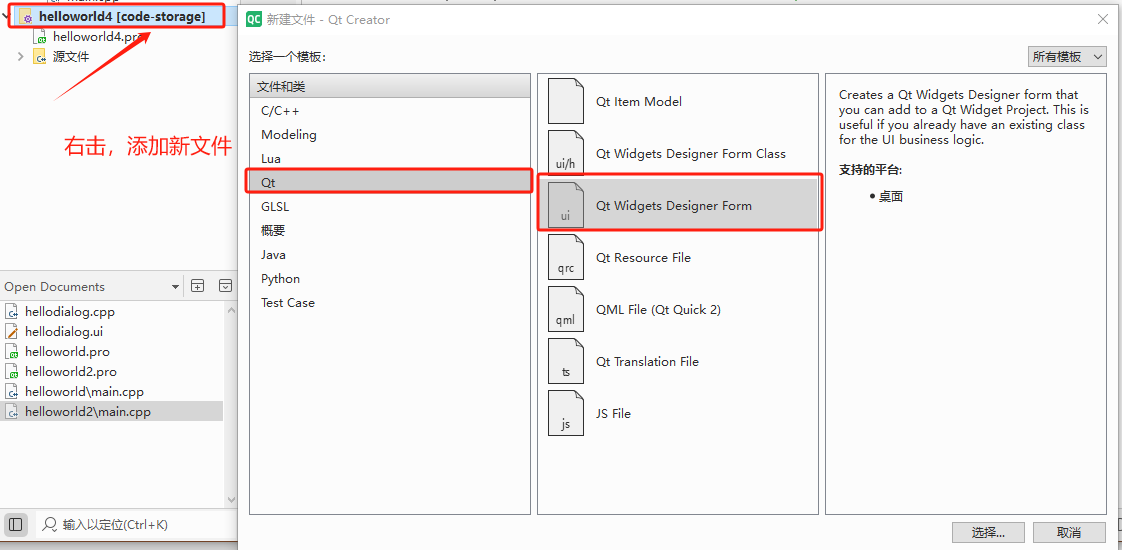 main.cpp
helloworld4 [code-storage]
helloworld4.pro
源文件
右击，添加新文件
Open Documents
hellodialog.cpp
hellodialog.ui
helloworld.pro
helloworld2.pro
helloworld\main.cpp
helloworld2\main.cpp
输入以定位(Ctrl+K)
QC 新建文件 - Qt Creator
选择一个模板:
所有模板
文件和类
C/C++
Modeling
Lua
Qt
GLSL
概要
Java
Python
Test Case
Qt Item Model
ui/h
Qt Widgets Designer Form Class
ui
Qt Widgets Designer Form
qrc
Qt Resource File
qml
QML File (Qt Quick 2)
ts
Qt Translation File
js
JS File
Creates a Qt Widgets Designer form that
you can add to a Qt Widget Project. This is
useful if you already have an existing class
for the UI business logic.
支持的平台:
• 桌面
选择...
取消